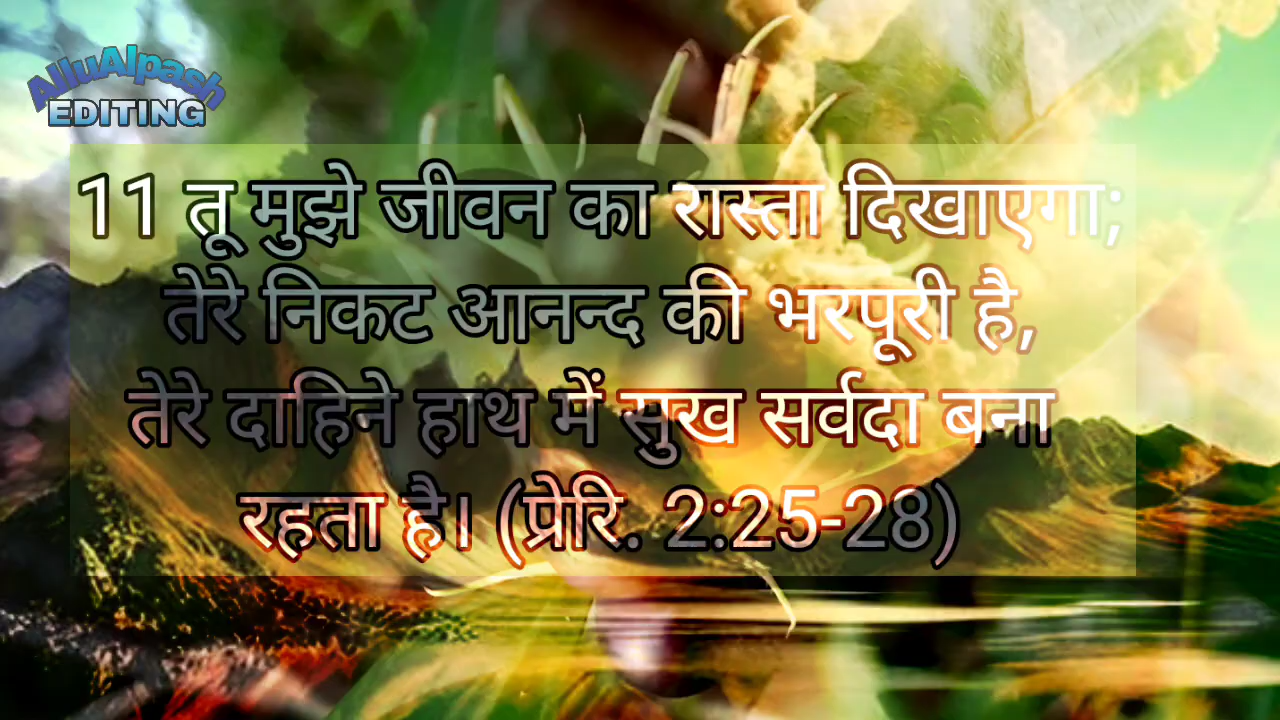 AlluAlpash
EDITING
11 तू मुझे जीवन का रास्ता दिखाएगा;
तेरे निकट आनन्द की भरपूरी है,
तेरे दाहिने हाथ में सुख सर्वदा बना
रहता है। (प्रेरि. 2:25-28)